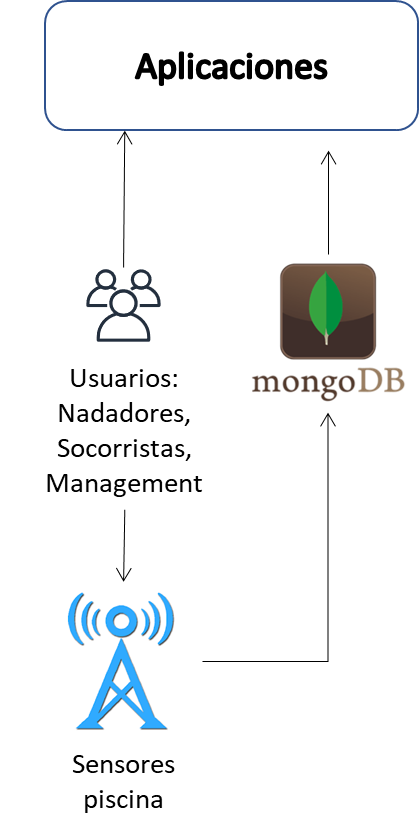 Aplicaciones
Usuarios:
Nadadores,
Socorristas,
Management
mongoDB
Sensores
piscina